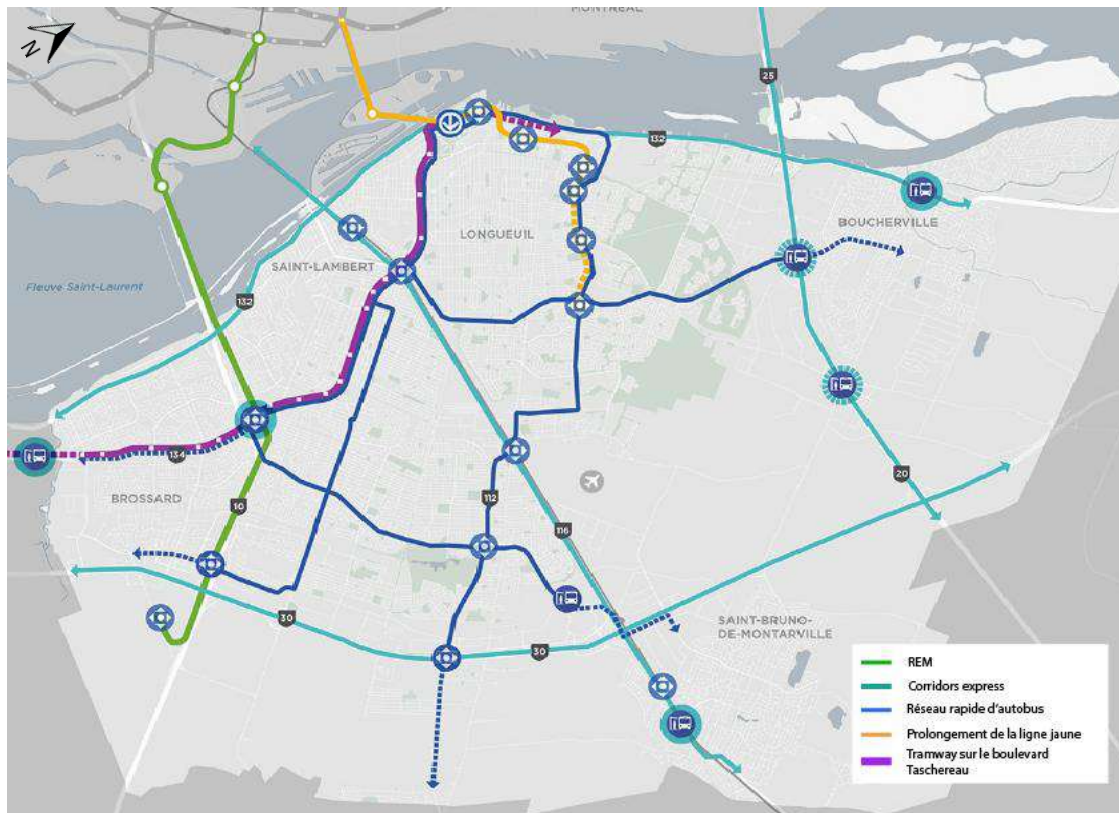 MONTRÉAL
N
25
132
BOUCHERVILLE
LONGUEUIL
SAINT-LAMBERT
Fleuve Saint-Laurent
132
134
BROSSARD
10
112
20
116
30
30
SAINT-BRUNO-
DE-MONTARVILLE
REM
Corridors express
Réseau rapide d'autobus
Prolongement de la ligne jaune
Tramway sur le boulevard
Taschereau